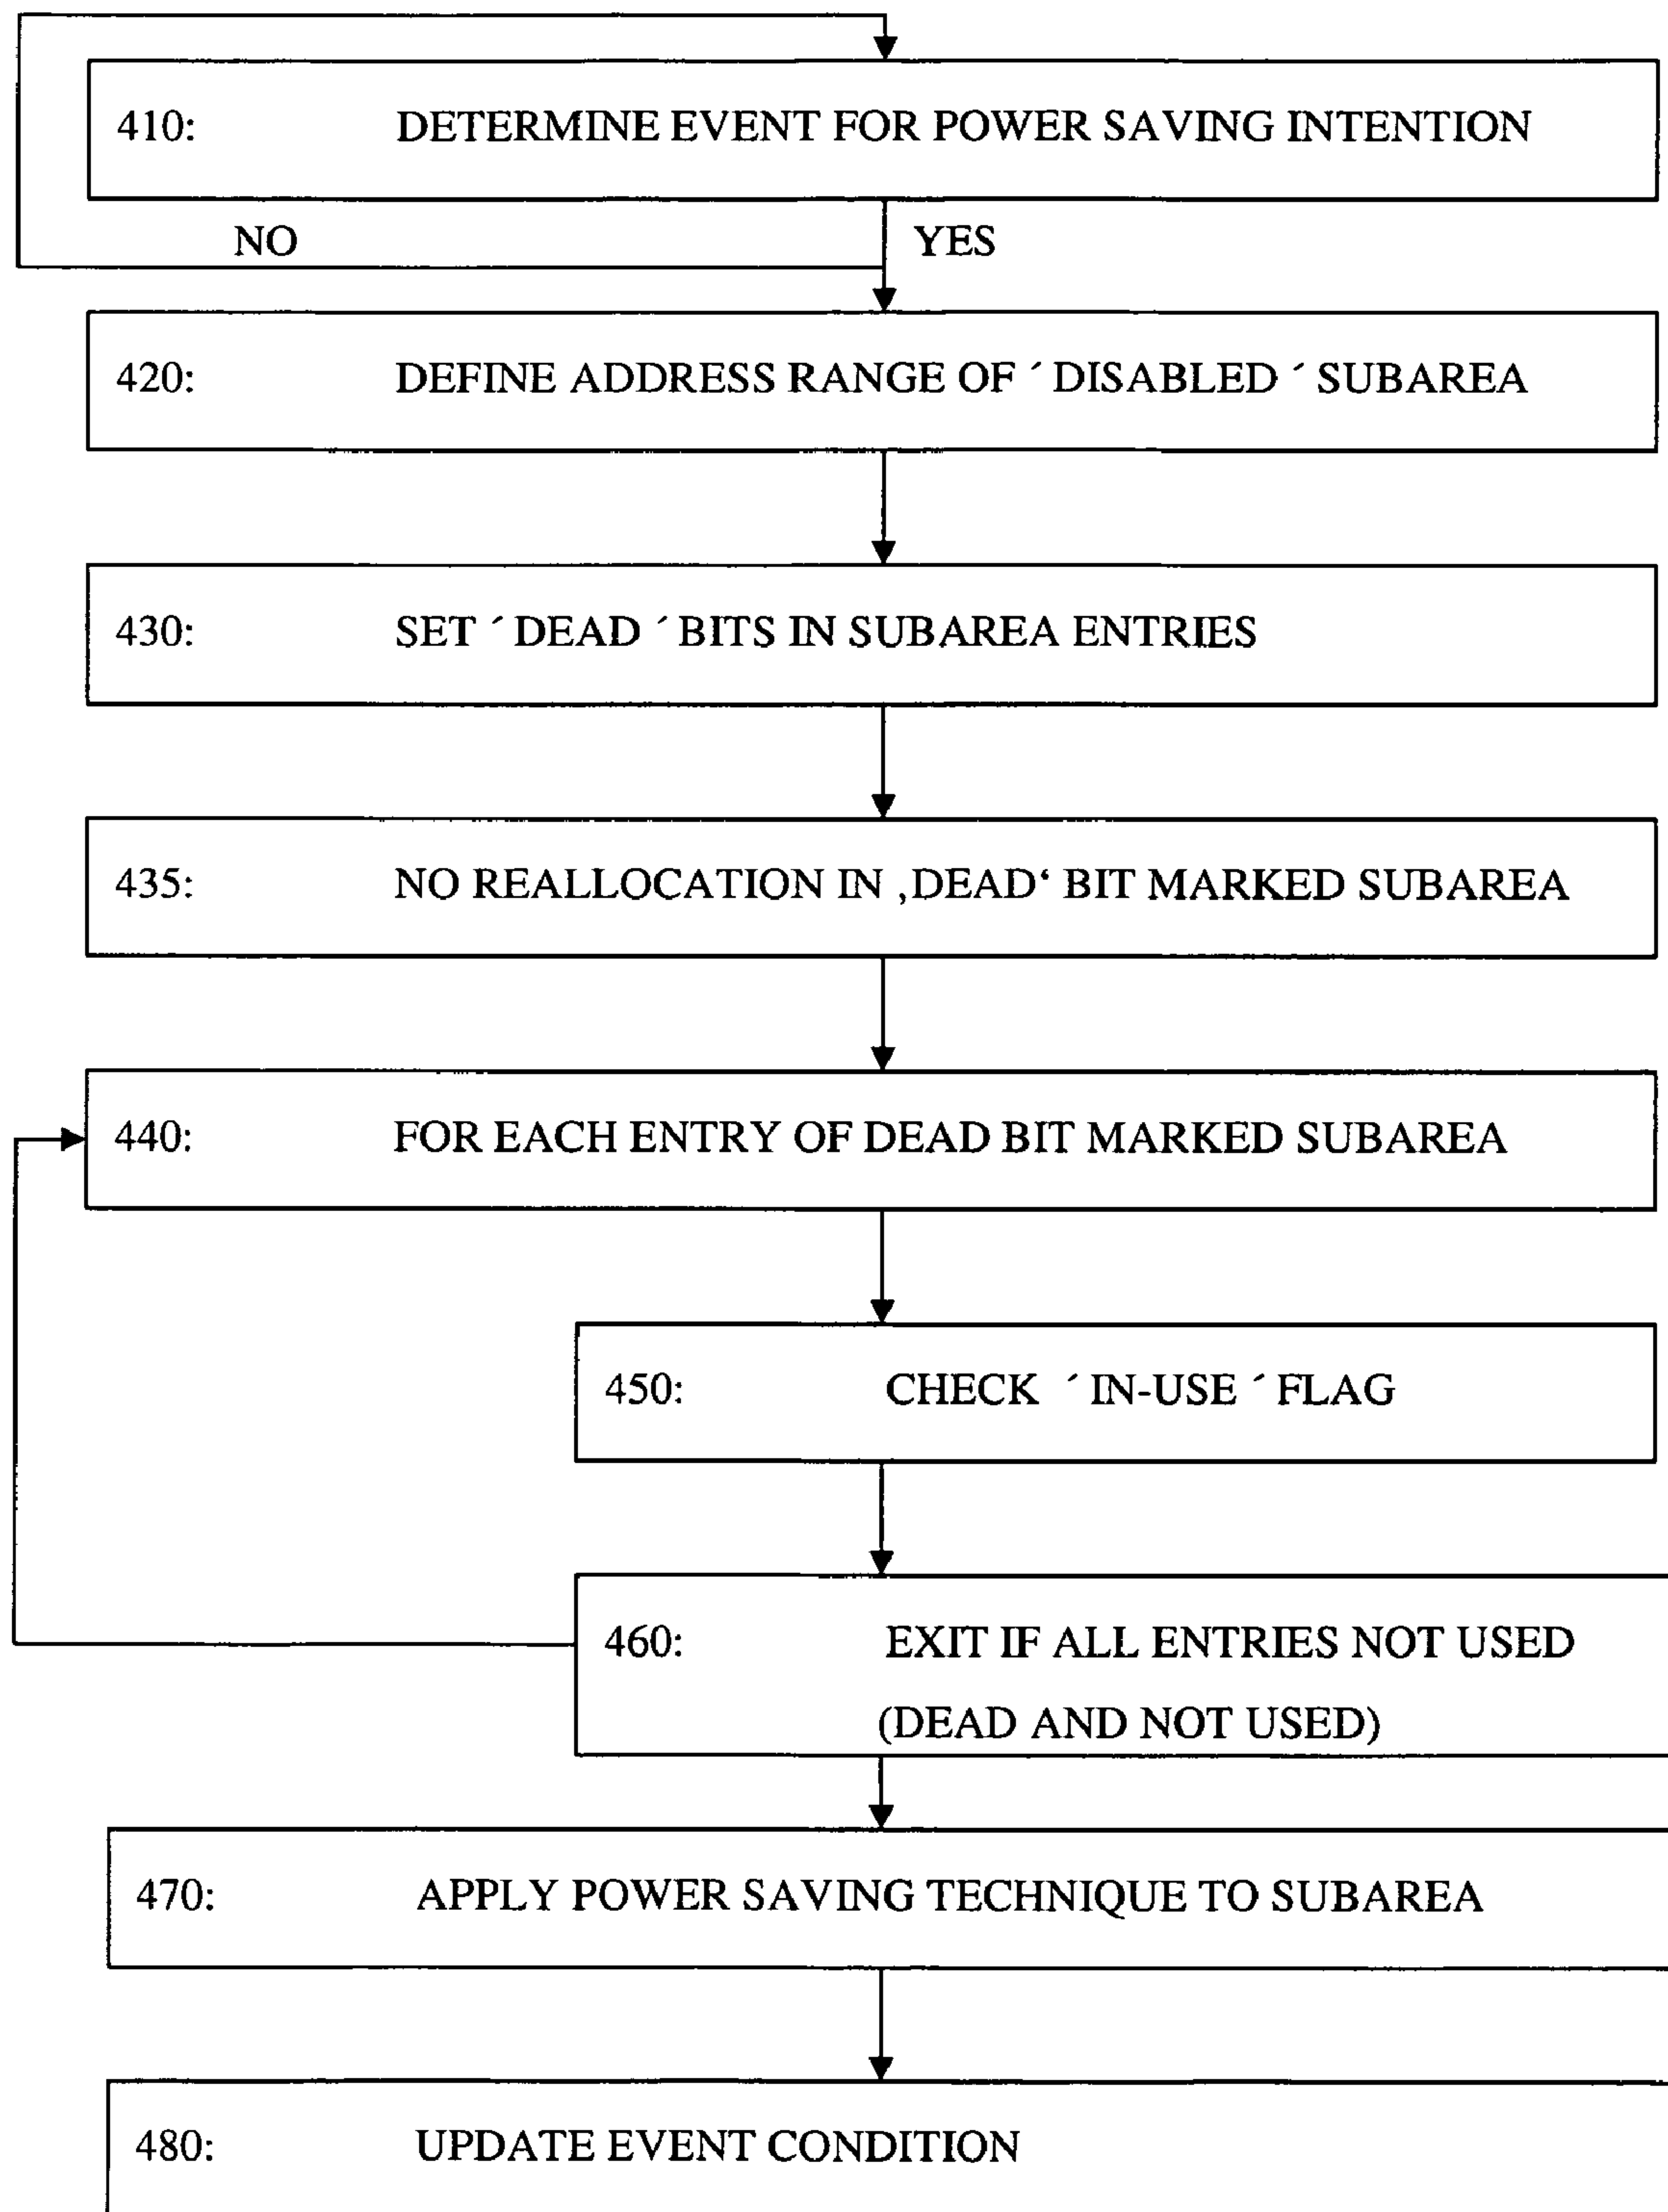 410: DETERMINE EVENT FOR POWER SAVING INTENTION
NO YES
420: DEFINE ADDRESS RANGE OF ´ DISABLED ´ SUBAREA
430: SET ´ DEAD ´ BITS IN SUBAREA ENTRIES
435: NO REALLOCATION IN ‚DEAD‘ BIT MARKED SUBAREA
440: FOR EACH ENTRY OF DEAD BIT MARKED SUBAREA
450: CHECK ´ IN-USE ´ FLAG
460: EXIT IF ALL ENTRIES NOT USED
(DEAD AND NOT USED)
470: APPLY POWER SAVING TECHNIQUE TO SUBAREA
480: UPDATE EVENT CONDITION